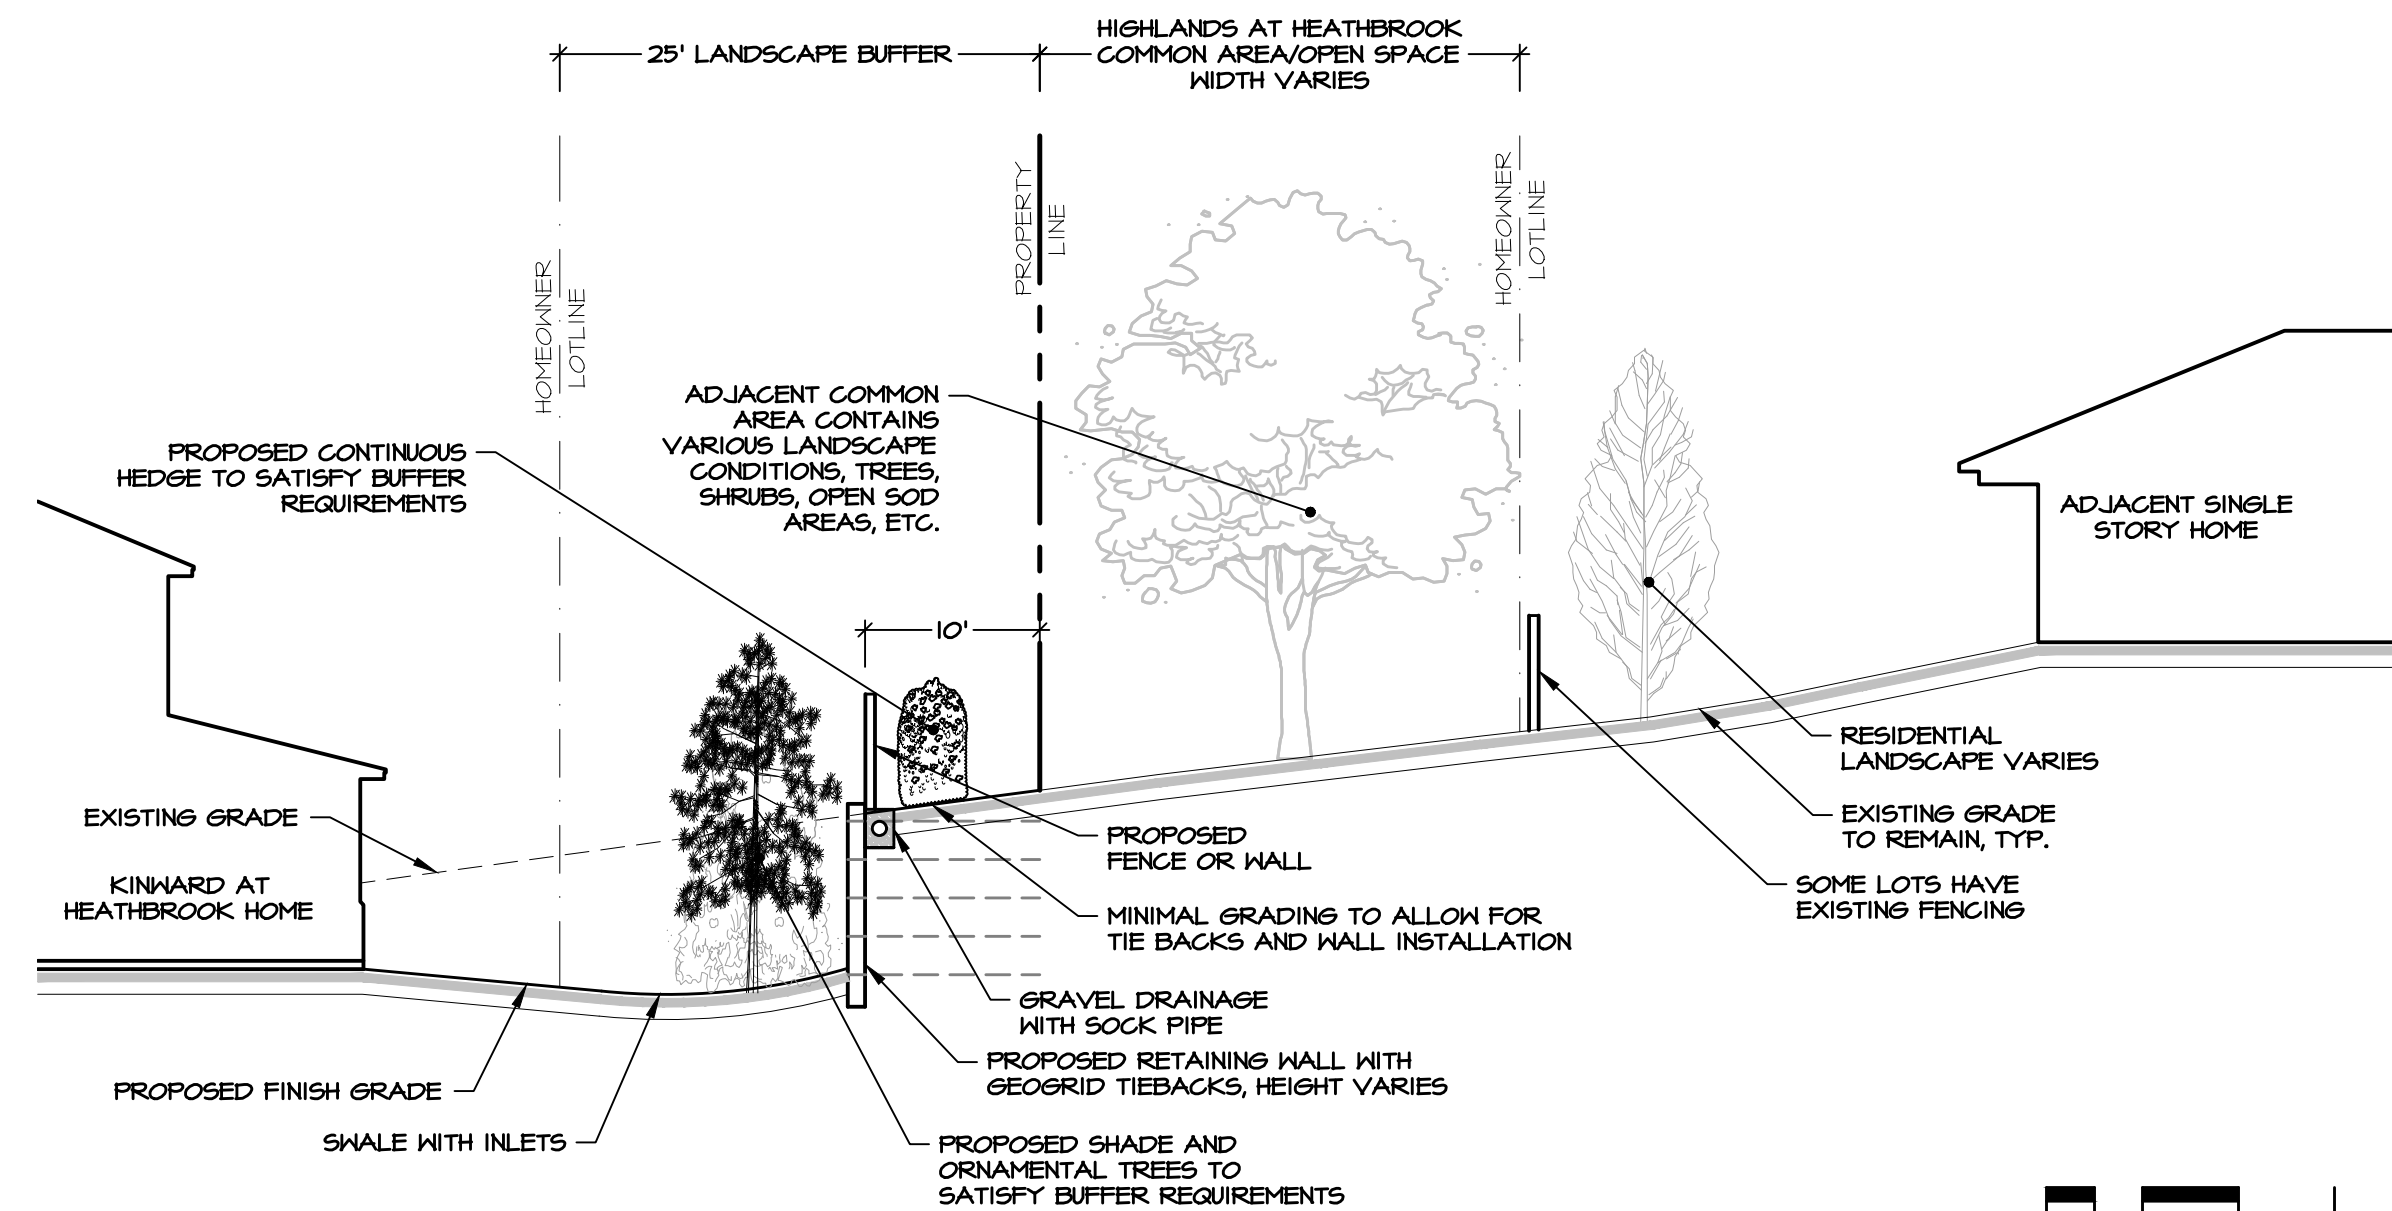 25' LANDSCAPE BUFFER
HIGHLANDS AT HEATHBROOK
COMMON AREA/OPEN SPACE
WIDTH VARIES
HOMEOWNER
LOTLINE
PROPERTY
LINE
HOMEOWNER
LOTLINE
ADJACENT COMMON
AREA CONTAINS
VARIOUS LANDSCAPE
CONDITIONS, TREES,
SHRUBS, OPEN SOD
AREAS, ETC.
PROPOSED CONTINUOUS
HEDGE TO SATISFY BUFFER
REQUIREMENTS
ADJACENT SINGLE
STORY HOME
10'
EXISTING GRADE
KINWARD AT
HEATHBROOK HOME
RESIDENTIAL
LANDSCAPE VARIES
EXISTING GRADE
TO REMAIN, TYP.
SOME LOTS HAVE
EXISTING FENCING
PROPOSED
FENCE OR WALL
MINIMAL GRADING TO ALLOW FOR
TIE BACKS AND WALL INSTALLATION
GRAVEL DRAINAGE
WITH SOCK PIPE
PROPOSED RETAINING WALL WITH
GEOGRID TIEBACKS, HEIGHT VARIES
PROPOSED FINISH GRADE
SWALE WITH INLETS
PROPOSED SHADE AND
ORNAMENTAL TREES TO
SATISFY BUFFER REQUIREMENTS